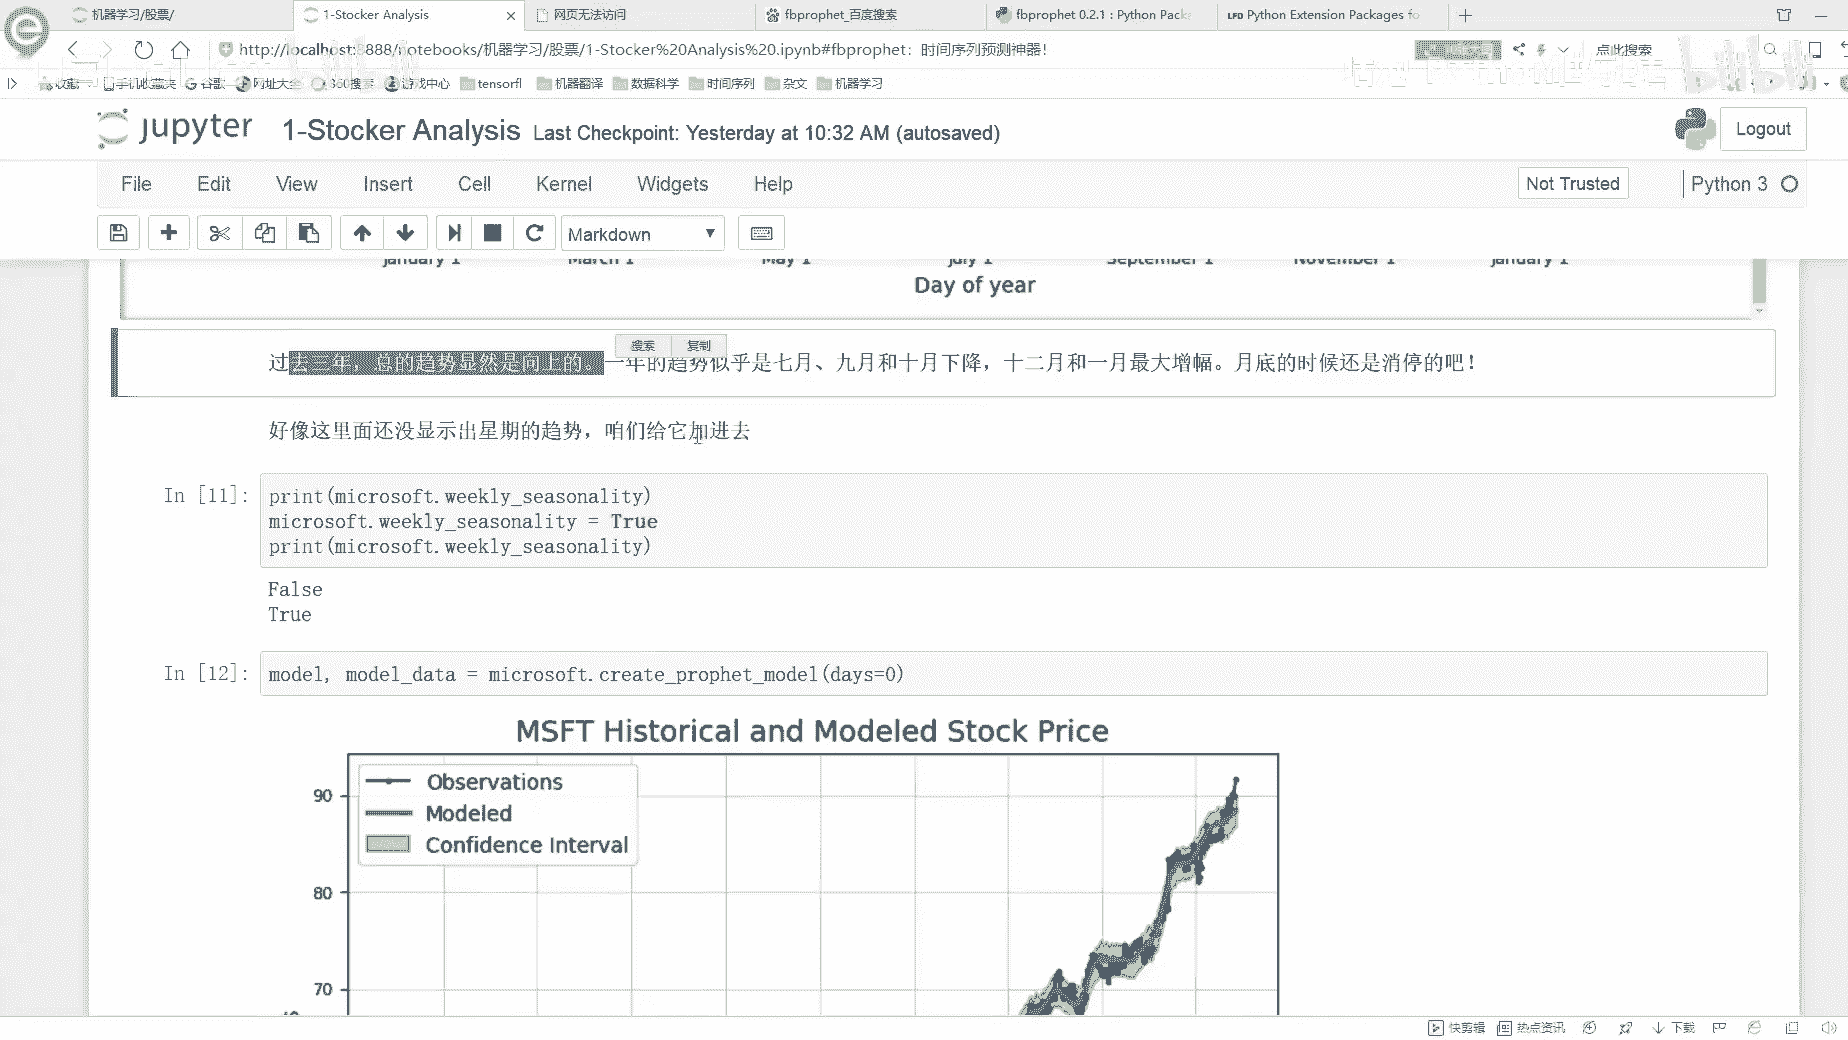 机器学习/股票/
1-Stocker Analysis
网页无法访问
fbprophet_百度搜索
fbprophet 0.2.1 : Python Pack
LFD Python Extension Packages fo
http://localhost:8888/notebooks/机器学习/股票/1-Stocker%20Analysis%20.ipynb#fbprophet：时间序列预测神器!
点此搜索
收藏 手机收藏夹 谷歌 网址大全 360搜索 游戏中心 tensorfl 机器翻译 数据科学 时间序列 杂文 机器学习
jupyter
1-Stocker Analysis
Last Checkpoint: Yesterday at 10:32 AM (autosaved)
Logout
File Edit View Insert Cell Kernel Widgets Help
Not Trusted
Python 3
Markdown
January 1 March 1 May 1 July 1 September 1 November 1 January 1
Day of year
搜索 复制
过去三年，总的趋势显然是向上的。一年的趋势似乎是七月、九月和十月下降，十二月和一月最大增幅。月底的时候还是消停的吧！
好像这里面还没显示出星期的趋势，咱们给它加进去
In [11]:
print(microsoft.weekly_seasonality)
microsoft.weekly_seasonality = True
print(microsoft.weekly_seasonality)
False
True
In [12]:
model, model_data = microsoft.create_prophet_model(days=0)
MSFT Historical and Modeled Stock Price
Observations
Modeled
Confidence Interval
90
80
70
快剪辑 热点资讯 下载